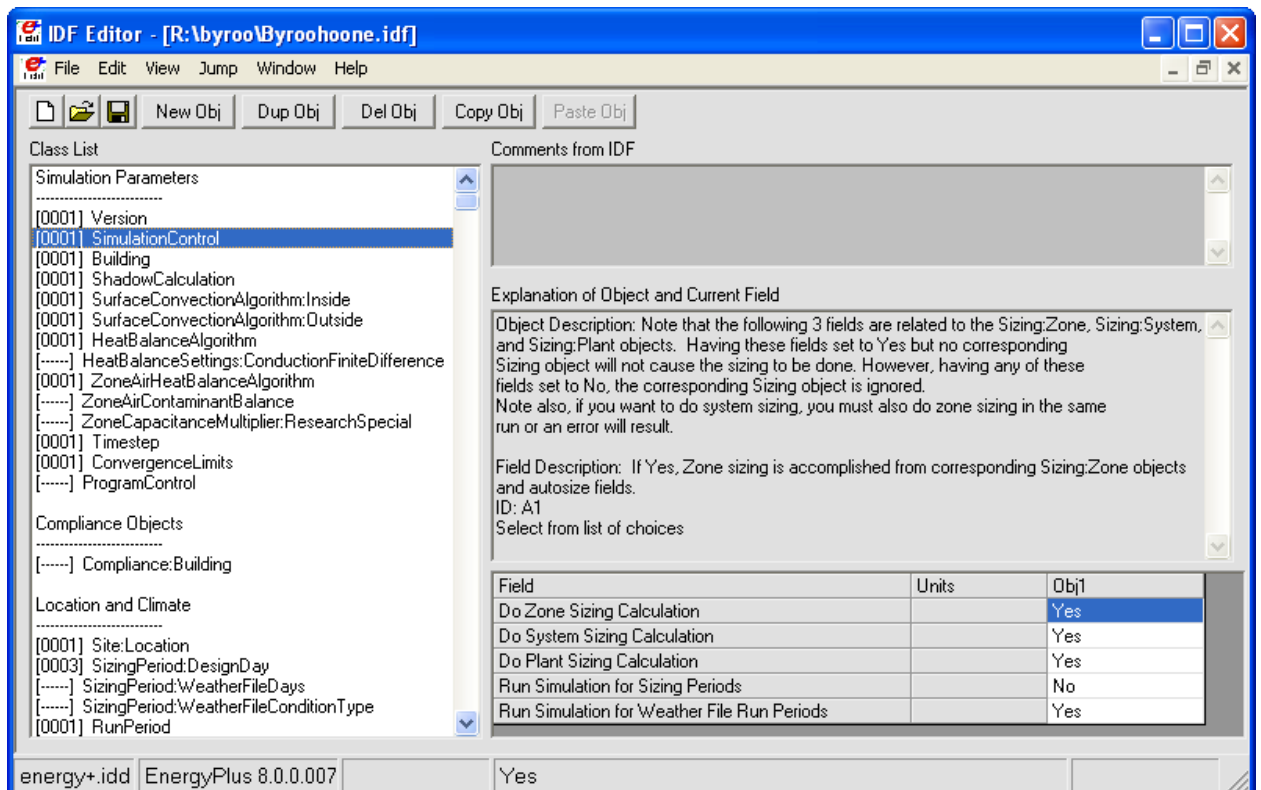 IDF Editor - [R:\byroo\Byroohoone.idf]
File Edit View Jump Window Help
New Obj Dup Obj Del Obj Copy Obj Paste Obj
Class List
Simulation Parameters
--------------------------
[0001] Version
[0001] SimulationControl
[0001] Building
[0001] ShadowCalculation
[0001] SurfaceConvectionAlgorithm:Inside
[0001] SurfaceConvectionAlgorithm:Outside
[0001] HeatBalanceAlgorithm
[------] HeatBalanceSettings:ConductionFiniteDifference
[0001] ZoneAirHeatBalanceAlgorithm
[------] ZoneAirContaminantBalance
[------] ZoneCapacitanceMultiplier:ResearchSpecial
[0001] Timestep
[0001] ConvergenceLimits
[------] ProgramControl
Compliance Objects
--------------------------
[------] Compliance:Building
Location and Climate
--------------------------
[0001] Site:Location
[0003] SizingPeriod:DesignDay
[------] SizingPeriod:WeatherFileDays
[------] SizingPeriod:WeatherFileConditionType
[0001] RunPeriod
Comments from IDF
Explanation of Object and Current Field
Object Description: Note that the following 3 fields are related to the Sizing:Zone, Sizing:System,
and Sizing:Plant objects. Having these fields set to Yes but no corresponding
Sizing object will not cause the sizing to be done. However, having any of these
fields set to No, the corresponding Sizing object is ignored.
Note also, if you want to do system sizing, you must also do zone sizing in the same
run or an error will result.
Field Description: If Yes, Zone sizing is accomplished from corresponding Sizing:Zone objects
and autosize fields.
ID: A1
Select from list of choices
Field Units Obj1
Do Zone Sizing Calculation Yes
Do System Sizing Calculation Yes
Do Plant Sizing Calculation Yes
Run Simulation for Sizing Periods No
Run Simulation for Weather File Run Periods Yes
energy+.idd EnergyPlus 8.0.0.007 Yes